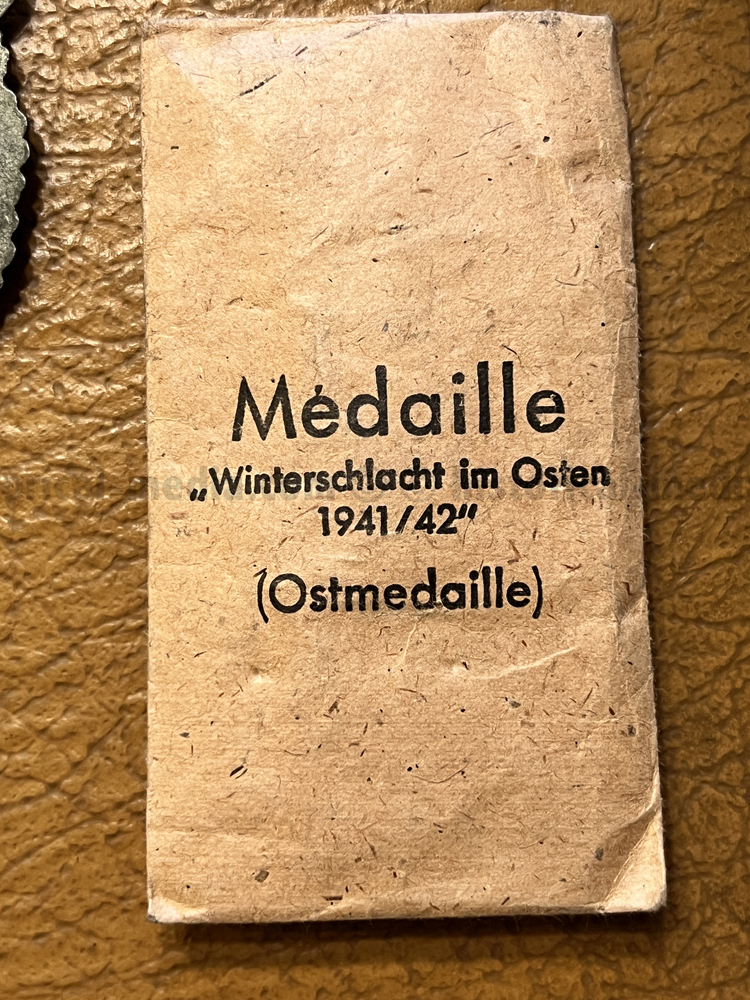 Medaille
„Winterschlacht im Osten
1941/42"
(Ostmedaille)